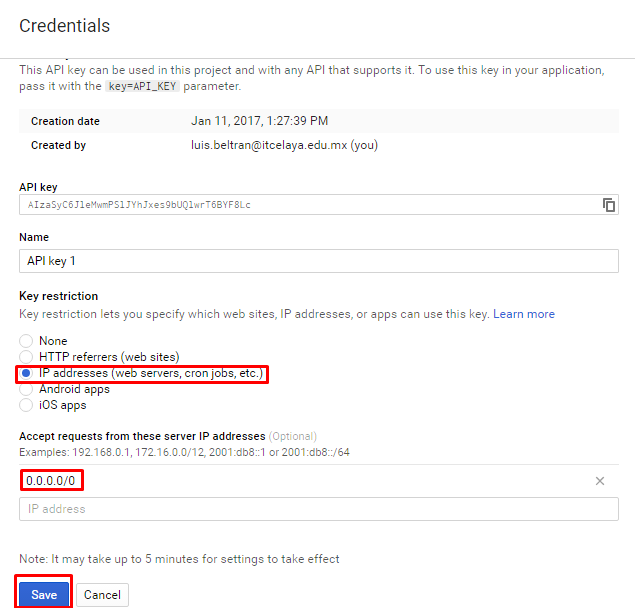 Credentials
This API key can be used in this project and with any API that supports it. To use this key in your application,
pass it with the key=API_KEY parameter.
Creation date Jan 11, 2017, 1:27:39 PM
Created by luis.beltran@itcelaya.edu.mx (you)
API key
AIzaSyC6JleMwmPSlJYhJxes9bUQlwrT6BYF8Lc
Name
API key 1
Key restriction
Key restriction lets you specify which web sites, IP addresses, or apps can use this key. Learn more
None
HTTP referrers (web sites)
IP addresses (web servers, cron jobs, etc.)
Android apps
iOS apps
Accept requests from these server IP addresses (Optional)
Examples: 192.168.0.1, 172.16.0.0/12, 2001:db8::1 or 2001:db8::/64
0.0.0.0/0
IP address
Note: It may take up to 5 minutes for settings to take effect
Save Cancel